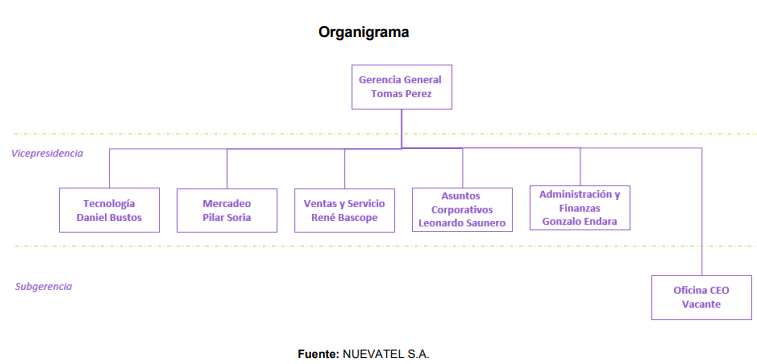 Organigrama
Gerencia General
Tomas Perez
Vicepresidencia
Tecnología
Daniel Bustos
Mercadeo
Pilar Soria
Ventas y Servicio
René Bascope
Asuntos
Corporativos
Leonardo Saunero
Administración y
Finanzas
Gonzalo Endara
Subgerencia
Oficina CEO
Vacante
Fuente: NUEVATEL S.A.